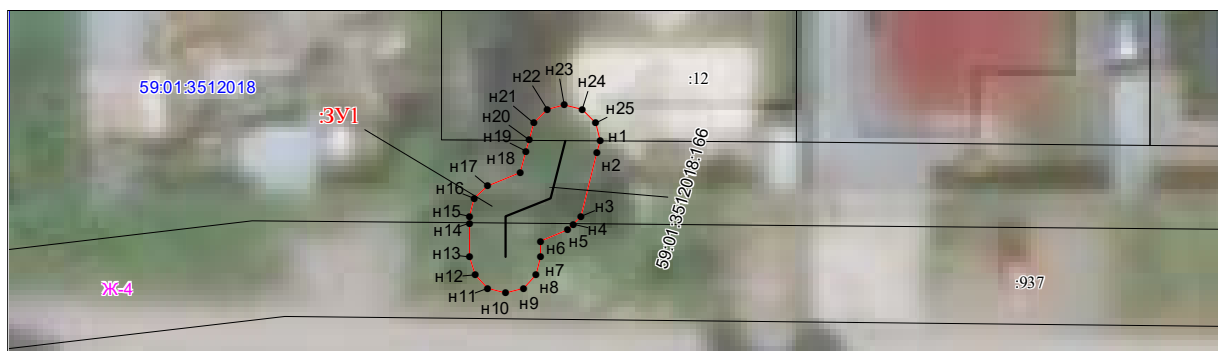 н23
н22
н24
:12
59:01:3512018
н21
н25
:ЗУ1
н20
н19
н1
н18
н2
н17
н16
59:01:3512018:166
н15
н3
н14
н4
н5
н13
н6
н12
н7
н8
:937
Ж-4
н11
н9
н10